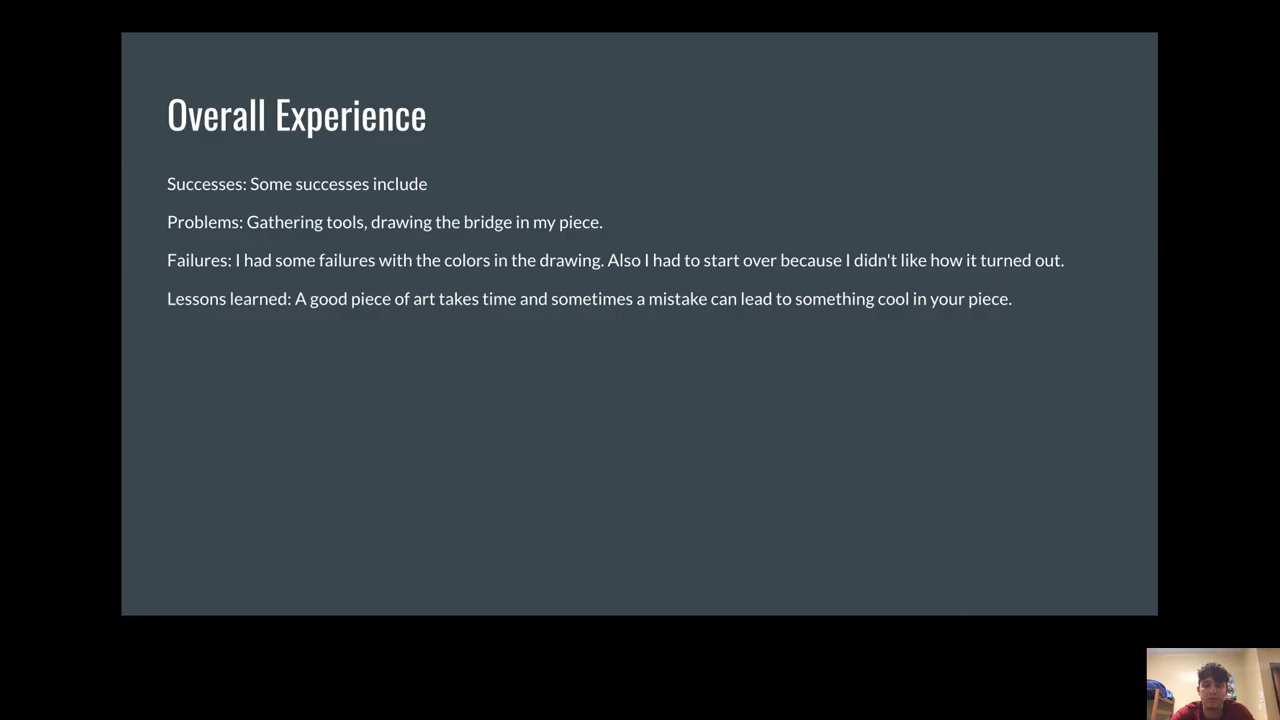 Overall Experience
Successes: Some successes include
Problems: Gathering tools, drawing the bridge in my piece.
Failures: I had some failures with the colors in the drawing. Also I had to start over because I didn't like how it turned out.
Lessons learned: A good piece of art takes time and sometimes a mistake can lead to something cool in your piece.